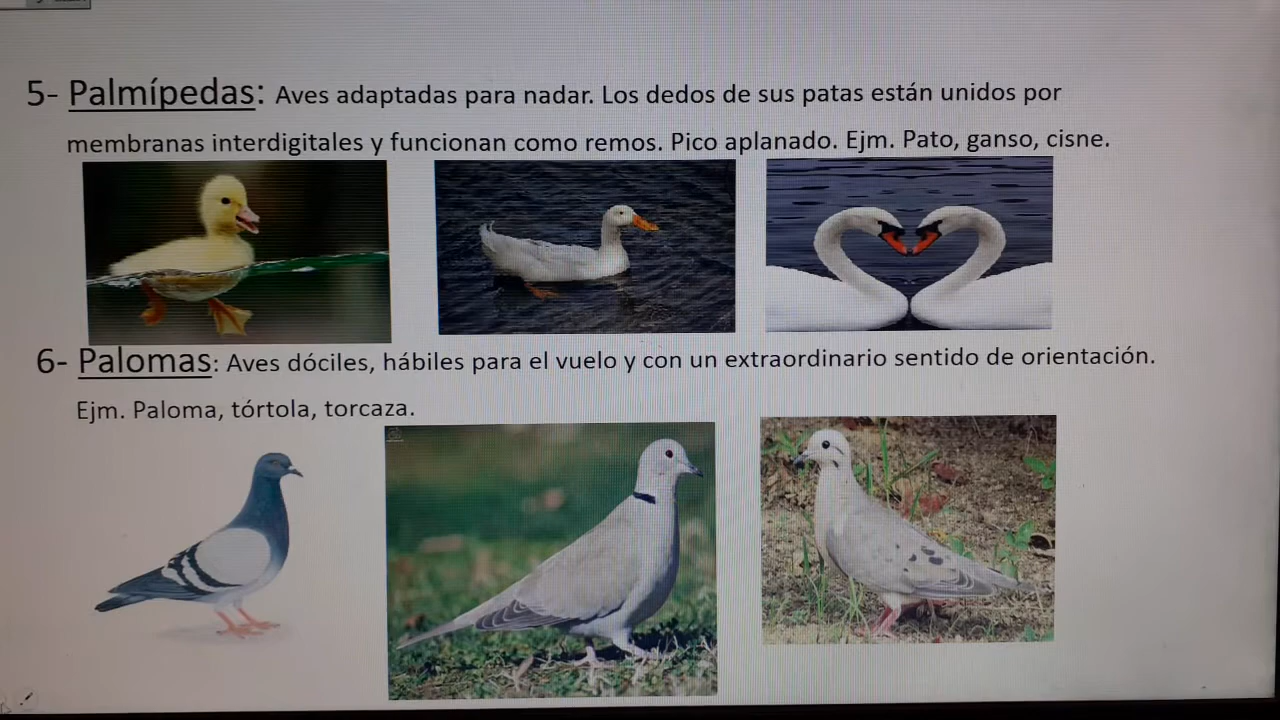 5- Palmípedas: Aves adaptadas para nadar. Los dedos de sus patas están unidos por
membranas interdigitales y funcionan como remos. Pico aplanado. Ejm. Pato, ganso, cisne.
6- Palomas: Aves dóciles, hábiles para el vuelo y con un extraordinario sentido de orientación.
Ejm. Paloma, tórtola, torcaza.